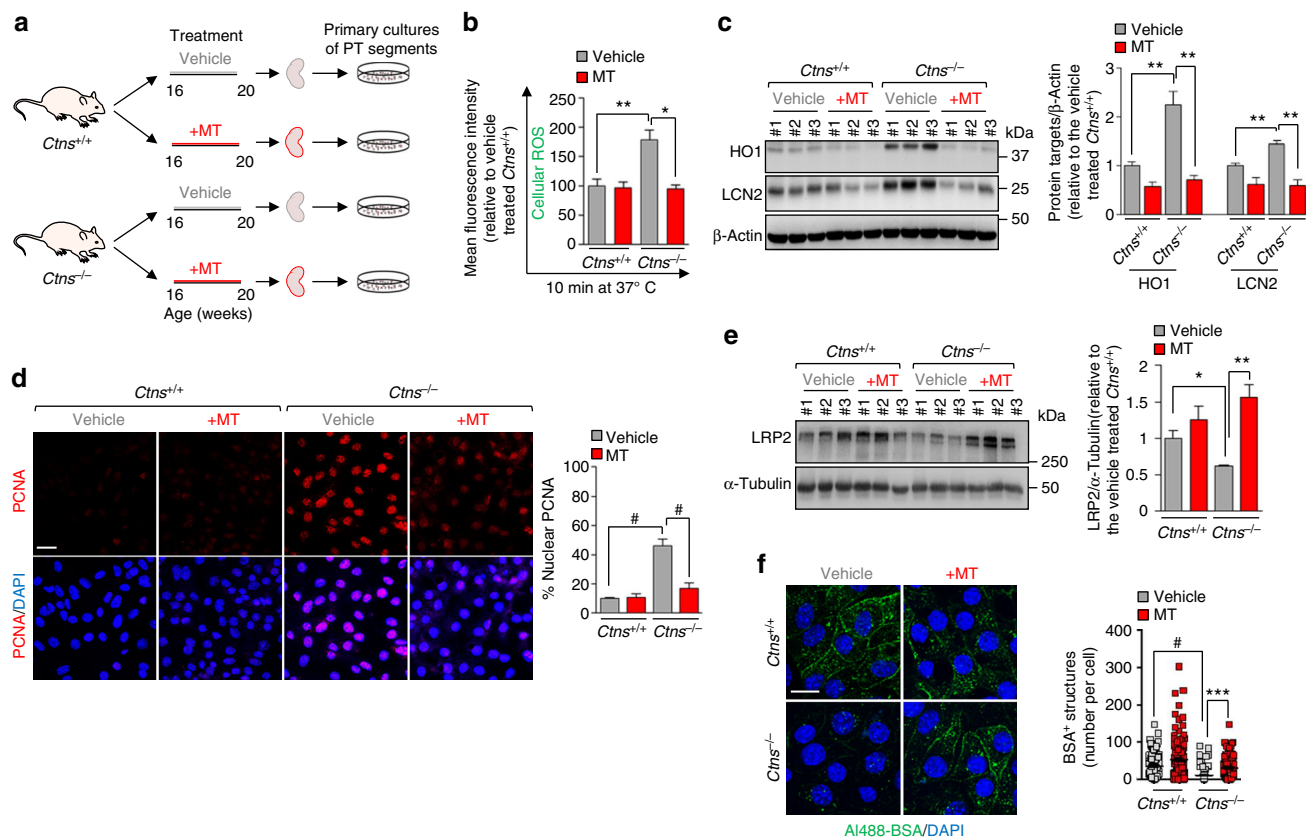 a
Treatment
Primary cultures
of PT segments
Vehicle
16 20
+MT
16 20
Ctns+/+
Vehicle
16 20
+MT
16 20
Ctns−/−
Age (weeks)
b
Vehicle
MT
Mean fluorescence intensity
(relative to vehicle
treated Ctns+/+)
Cellular ROS
250
200
150
100
50
0
** *
Ctns+/+ Ctns−/−
10 min at 37° C
c
Ctns+/+ Ctns−/−
Vehicle +MT Vehicle +MT
#1 #2 #3 #1 #2 #3 #1 #2 #3 #1 #2 #3
kDa
HO1
37
LCN2
25
50
β-Actin
Vehicle
MT
Protein targets/β-Actin
(relative to the vehicle
treated Ctns+/+)
3
2
1
0
** ** ** **
Ctns+/+ Ctns−/− Ctns+/+ Ctns−/−
HO1 LCN2
d
Ctns+/+ Ctns−/−
Vehicle +MT Vehicle +MT
PCNA
PCNA/DAPI
Vehicle
MT
% Nuclear PCNA
100
80
60
40
20
0
# #
Ctns+/+ Ctns−/−
e
Ctns+/+ Ctns−/−
Vehicle +MT Vehicle +MT
#1 #2 #3 #1 #2 #3 #1 #2 #3 #1 #2 #3
kDa
LRP2
250
α-Tubulin
50
Vehicle
MT
LRP2/α-Tubulin(relative to
the vehicle treated Ctns+/+)
2
1.5
1
0.5
0
* **
Ctns+/+ Ctns−/−
f
Vehicle +MT
Ctns+/+
Ctns−/−
Al488-BSA/DAPI
Vehicle
MT
BSA+ structures
(number per cell)
400
300
200
100
0
# ***
Ctns+/+ Ctns−/−